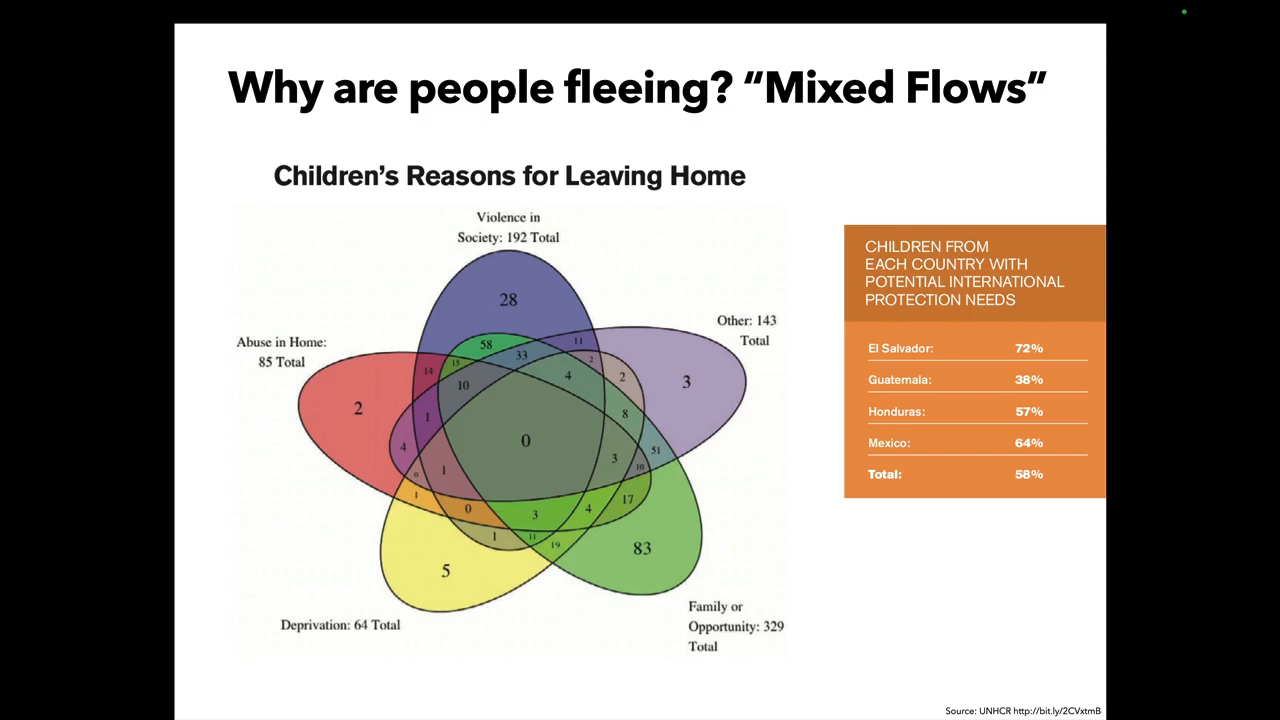 Why are people fleeing? “Mixed Flows”
Children’s Reasons for Leaving Home
Violence in
Society: 192 Total
28
Other: 143
Total
Abuse in Home:
85 Total
58
11
33
2
15
14
10
4
2
3
2
1
8
4
0
51
3
10
0
1
1
17
0
3
4
1
11
19
83
5
Deprivation: 64 Total
Family or
Opportunity: 329
Total
CHILDREN FROM
EACH COUNTRY WITH
POTENTIAL INTERNATIONAL
PROTECTION NEEDS
El Salvador: 72%
Guatemala: 38%
Honduras: 57%
Mexico: 64%
Total: 58%
Source: UNHCR http://bit.ly/2CVxtmB